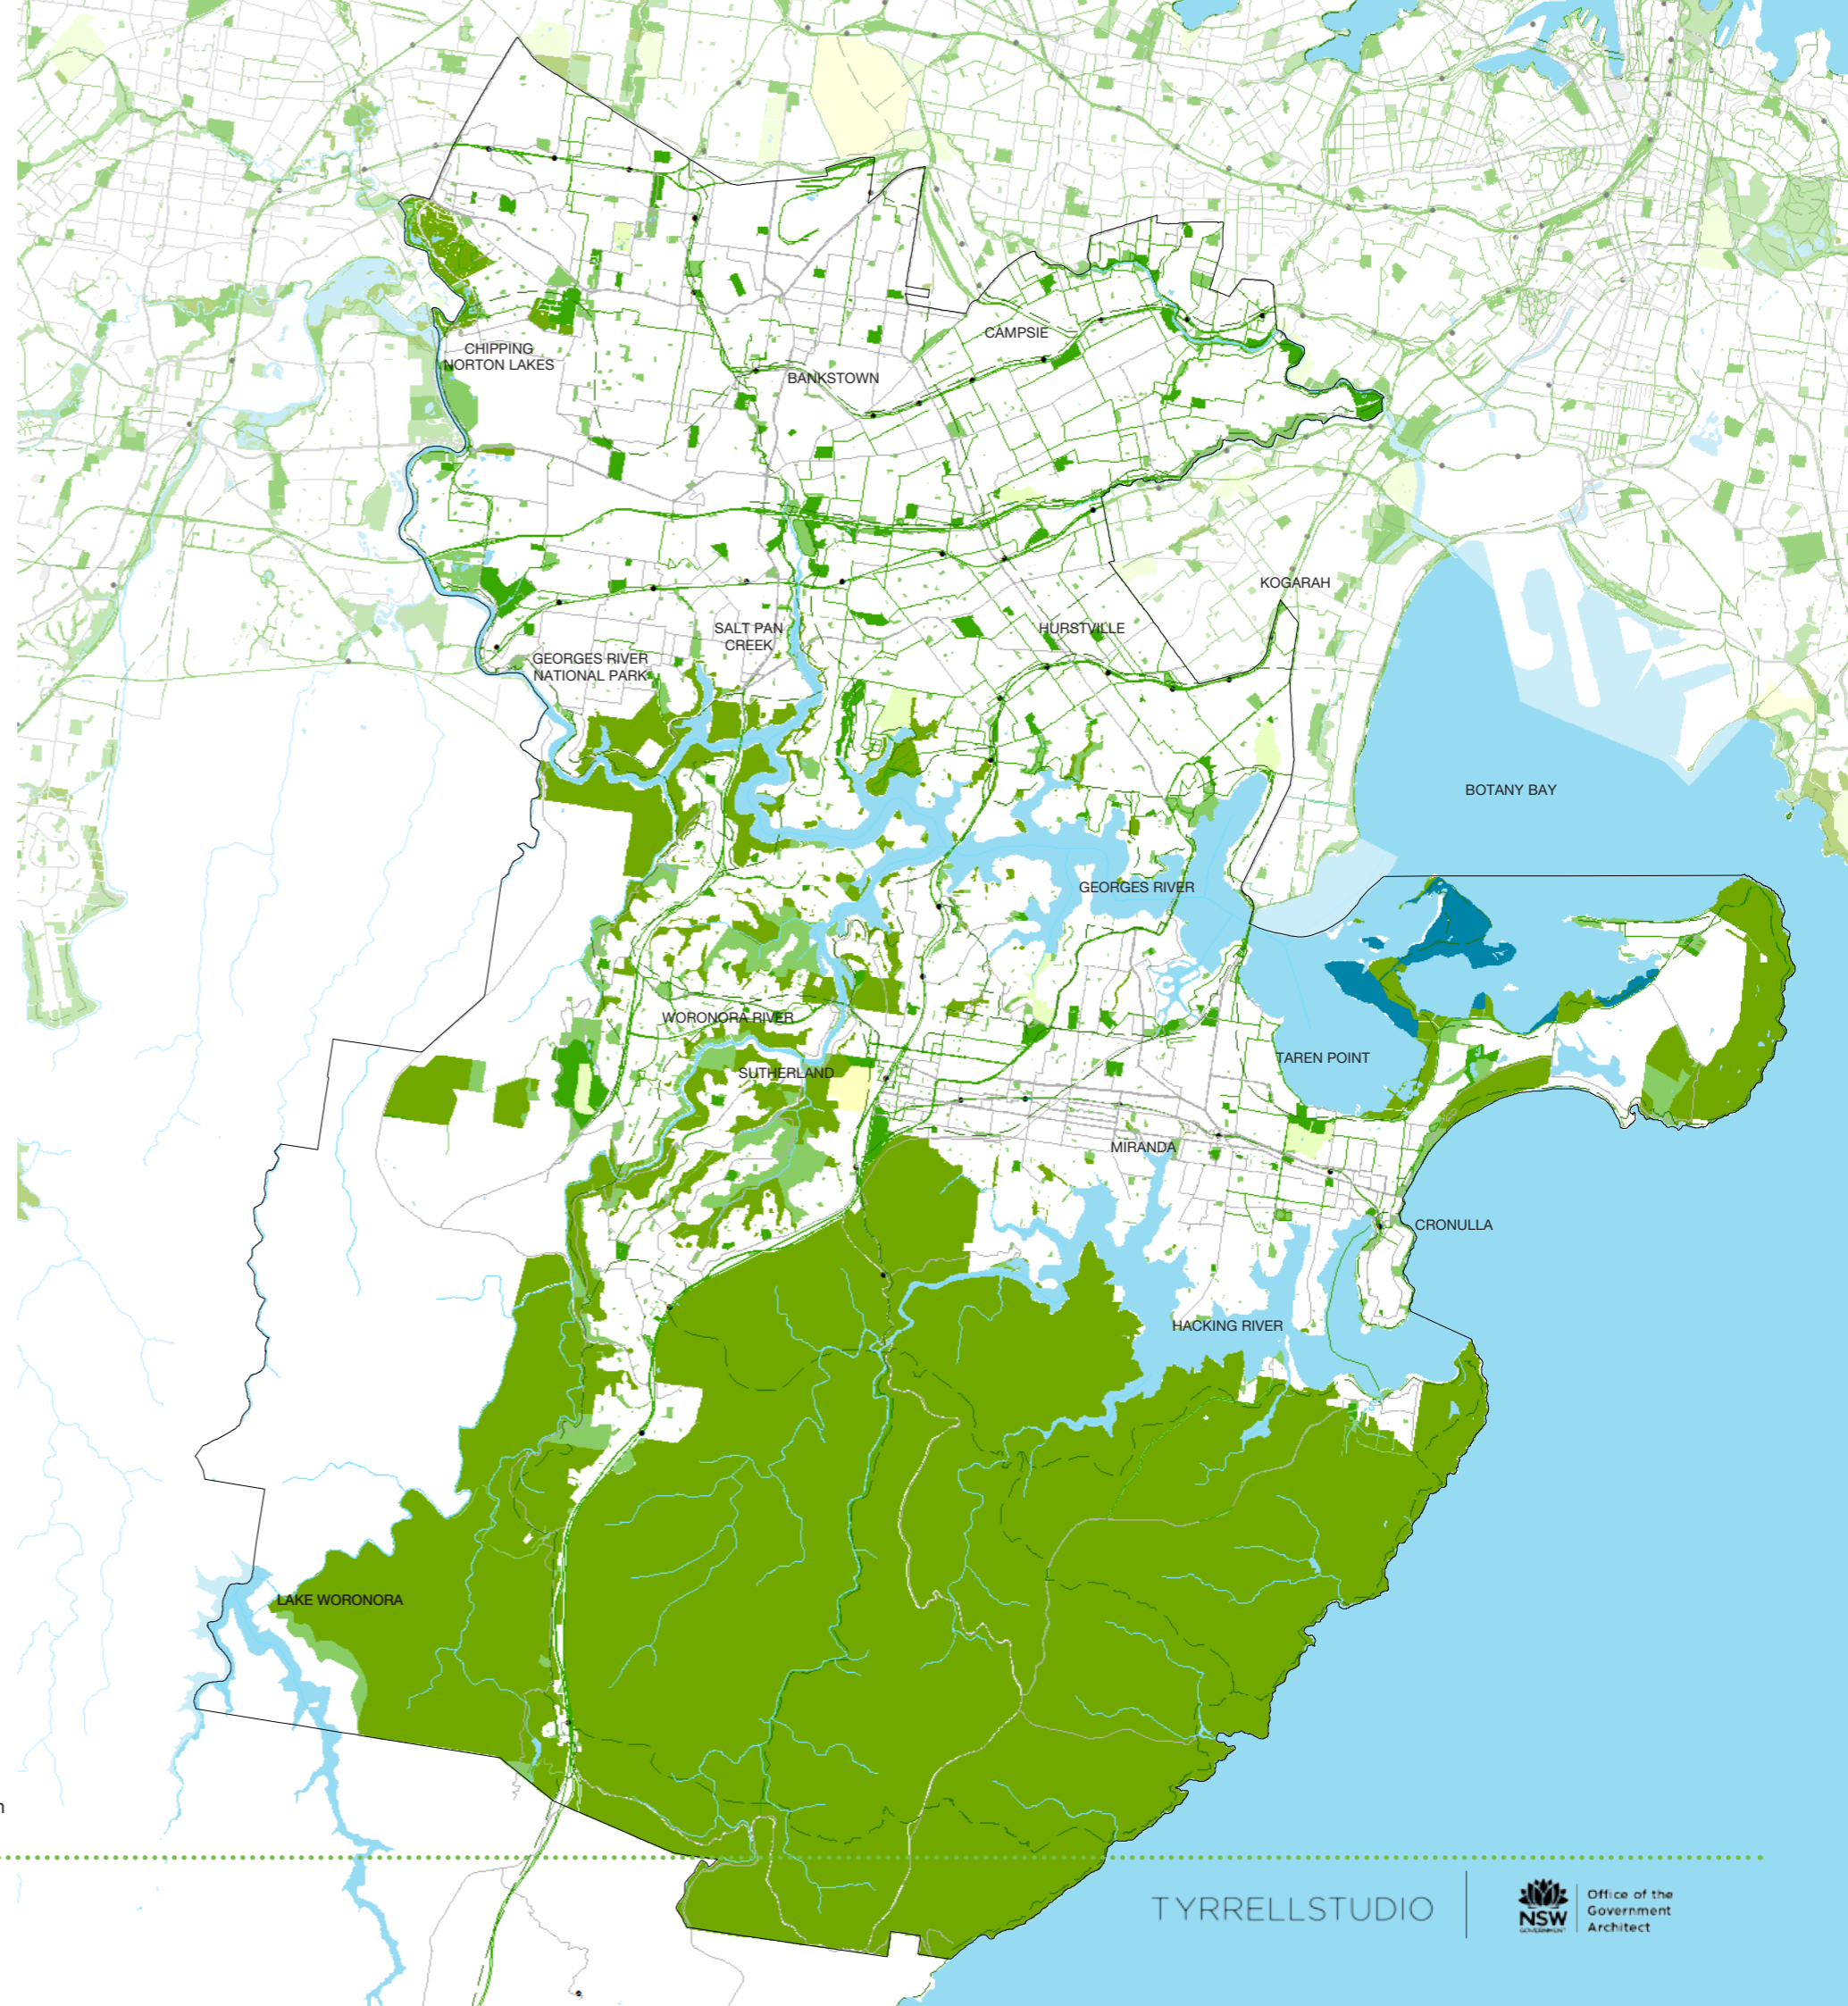 CAMPSIE
CHIPPING
NORTON LAKES
BANKSTOWN
KOGARAH
SALT PAN
CREEK
HURSTVILLE
GEORGES RIVER
NATIONAL PARK
BOTANY BAY
GEORGES RIVER
WORONORA RIVER
TAREN POINT
SUTHERLAND
MIRANDA
CRONULLA
HACKING RIVER
LAKE WORONORA
n
TYRRELLSTUDIO
NSW
GOVERNMENT
Office of the
Government
Architect